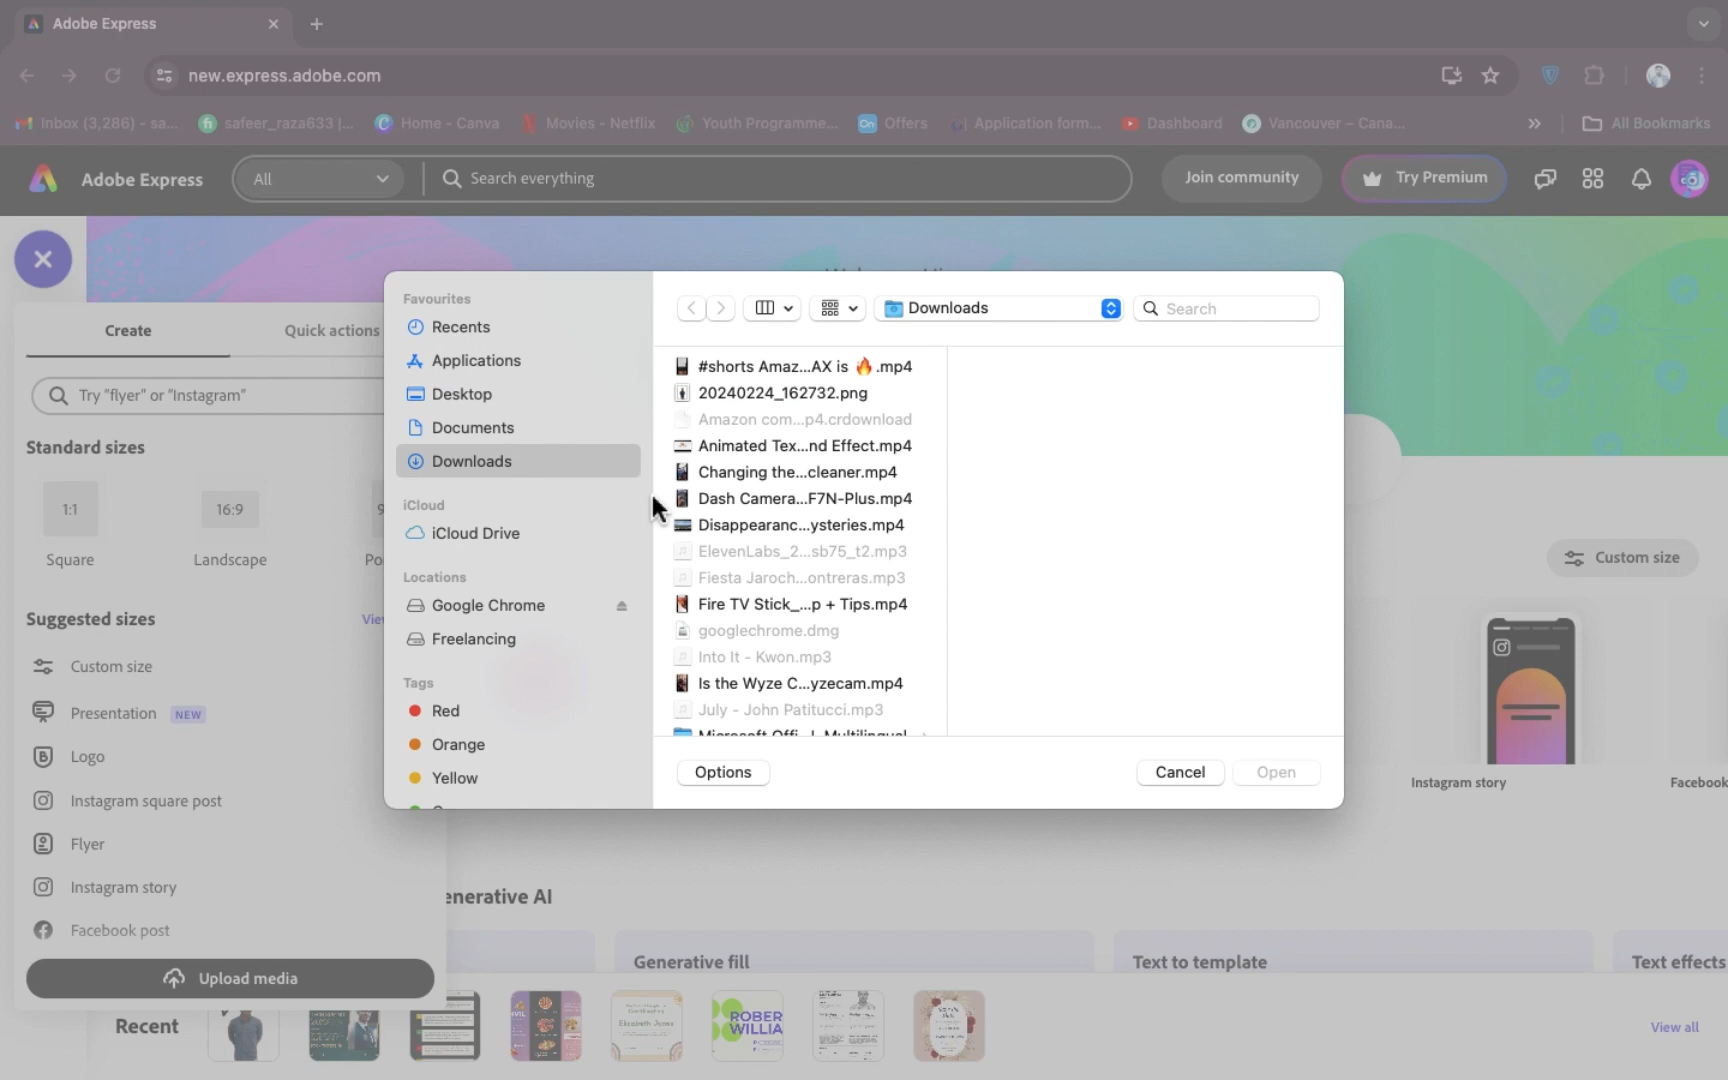 Adobe Express
new.express.adobe.com
Inbox (3,286) - sa...
safeer_raza633 |...
Home - Canva
Movies - Netflix
Youth Programme...
Offers
Application form...
Dashboard
Vancouver – Cana...
All Bookmarks
Adobe Express
All
Search everything
Join community
Try Premium
Create
Quick actions
Try "flyer" or "Instagram"
Standard sizes
1:1
16:9
9
Square
Landscape
Po
Suggested sizes
View
Custom size
Presentation NEW
Logo
Instagram square post
Flyer
Instagram story
Facebook post
Upload media
Favourites
Recents
Applications
Desktop
Documents
Downloads
iCloud
iCloud Drive
Locations
Google Chrome
Freelancing
Tags
Red
Orange
Yellow
Downloads
Search
#shorts Amaz...AX is 🔥.mp4
20240224_162732.png
Amazon com...p4.crdownload
Animated Tex...nd Effect.mp4
Changing the...cleaner.mp4
Dash Camera...F7N-Plus.mp4
Disappearanc...ysteries.mp4
ElevenLabs_2...sb75_t2.mp3
Fiesta Jaroch...ontreras.mp3
Fire TV Stick_...p + Tips.mp4
googlechrome.dmg
Into It - Kwon.mp3
Is the Wyze C...yzecam.mp4
July - John Patitucci.mp3
Microsoft Offi...L Multilingual
Options
Cancel
Open
Custom size
Instagram story
Facebook
enerative AI
Generative fill
Text to template
Text effects
Recent
ROBER
WILLIA
View all